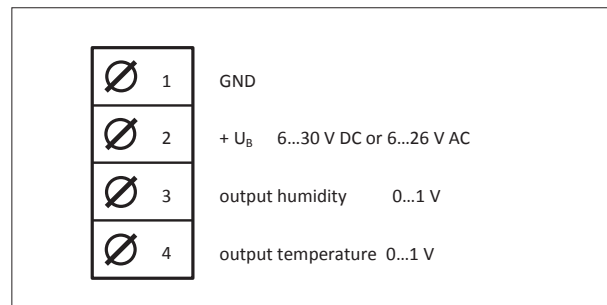 1 GND
2 + U_B 6...30 V DC or 6...26 V AC
3 output humidity 0...1 V
4 output temperature 0...1 V